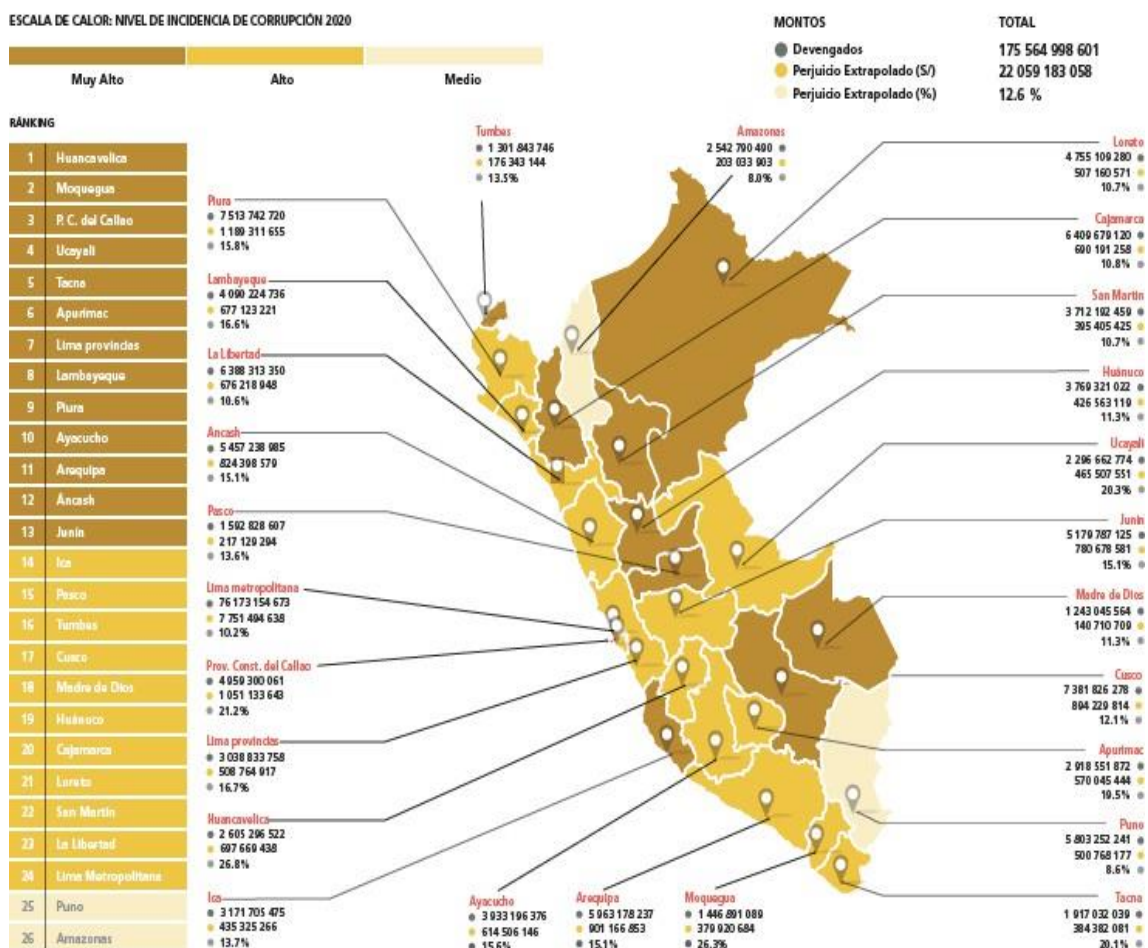 ESCALA DE CALOR: NIVEL DE INCIDENCIA DE CORRUPCIÓN 2020
Muy Alto
Alto
Medio
MONTOS TOTAL
Devengados 175 564 998 601
Perjuicio Extrapolado (S/) 22 059 183 058
Perjuicio Extrapolado (%) 12.6 %
RÁNKING
1 Huancavelica
2 Moquegua
3 P. C. del Callao
4 Ucayali
5 Tacna
6 Apurimac
7 Lima provincias
8 Lambayeque
9 Piura
10 Ayacucho
11 Arequipa
12 Áncash
13 Junín
14 Ica
15 Pasco
16 Tumbes
17 Cusco
18 Madre de Dios
19 Huánuco
20 Cajamarca
21 Loreto
22 San Martín
23 La Libertad
24 Lima Metropolitana
25 Puno
26 Amazonas
Tumbes
1 301 843 746
176 343 144
13.5%
Amazonas
2 542 790 490
203 033 903
8.0%
Piura
7 513 742 720
1 189 311 655
15.8%
Lambayeque
4 090 224 736
677 123 221
16.6%
La Libertad
6 388 313 350
676 218 948
10.6%
Ancash
5 457 238 985
824 398 579
15.1%
Pasco
1 592 828 607
217 129 294
13.6%
Lima metropolitana
76 173 154 673
7 751 494 638
10.2%
Prov. Const. del Callao
4 959 300 061
1 051 133 643
21.2%
Lima provincias
3 038 833 758
508 764 917
16.7%
Huancavelica
2 605 296 522
697 669 438
26.8%
Ica
3 171 705 475
435 325 266
13.7%
Ayacucho
3 933 196 376
614 506 146
15.6%
Arequipa
5 963 178 237
901 166 853
15.1%
Moquegua
1 446 891 089
379 920 684
26.3%
Loreto
4 755 109 280
507 160 571
10.7%
Cajamarca
6 409 679 120
690 191 258
10.8%
San Martín
3 712 192 459
395 405 425
10.7%
Huánuco
3 769 321 022
426 563 119
11.3%
Ucayali
2 296 662 774
465 507 551
20.3%
Junín
5 179 787 125
780 678 581
15.1%
Madre de Dios
1 243 045 564
140 710 709
11.3%
Cusco
7 381 826 278
894 229 814
12.1%
Apurímac
2 918 551 872
570 045 444
19.5%
Puno
5 803 252 241
500 768 177
8.6%
Tacna
1 917 032 039
384 382 081
20.1%